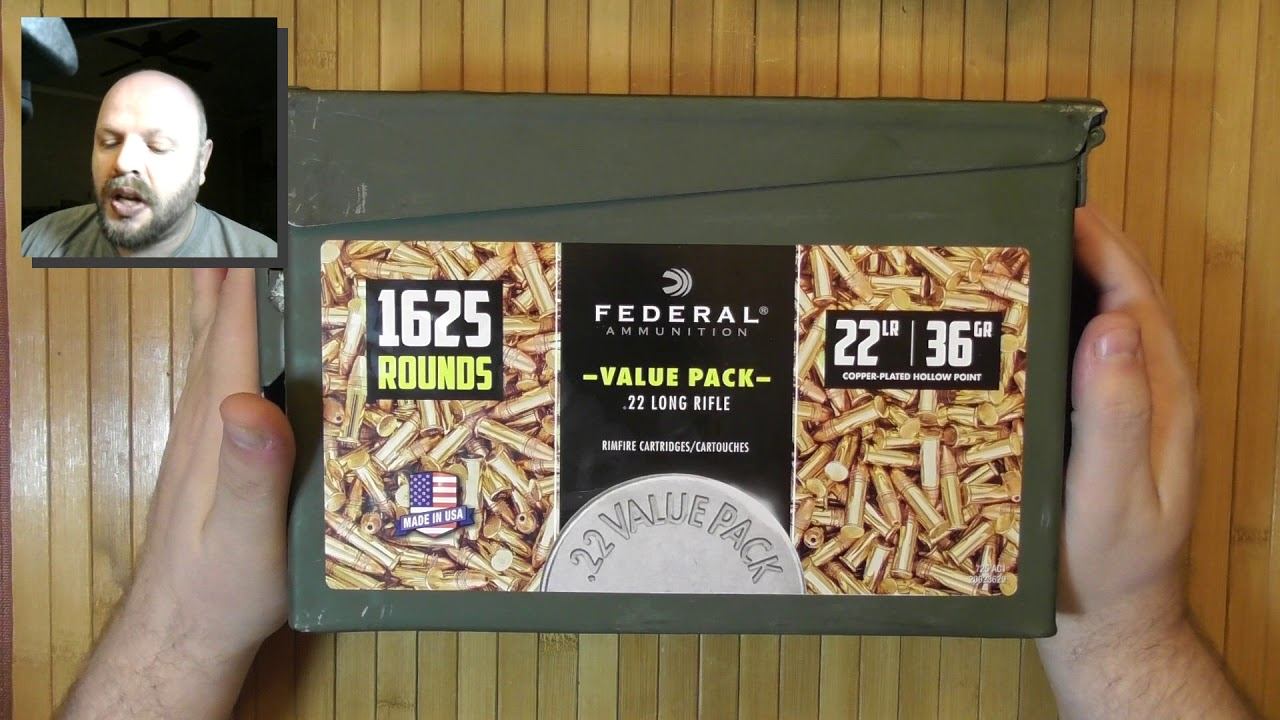 1625
ROUNDS
MADE IN USA
FEDERAL®
AMMUNITION
–VALUE PACK–
.22 LONG RIFLE
RIMFIRE CARTRIDGES/CARTOUCHES
.22 VALUE PACK
22LR | 36GR
COPPER-PLATED HOLLOW POINT